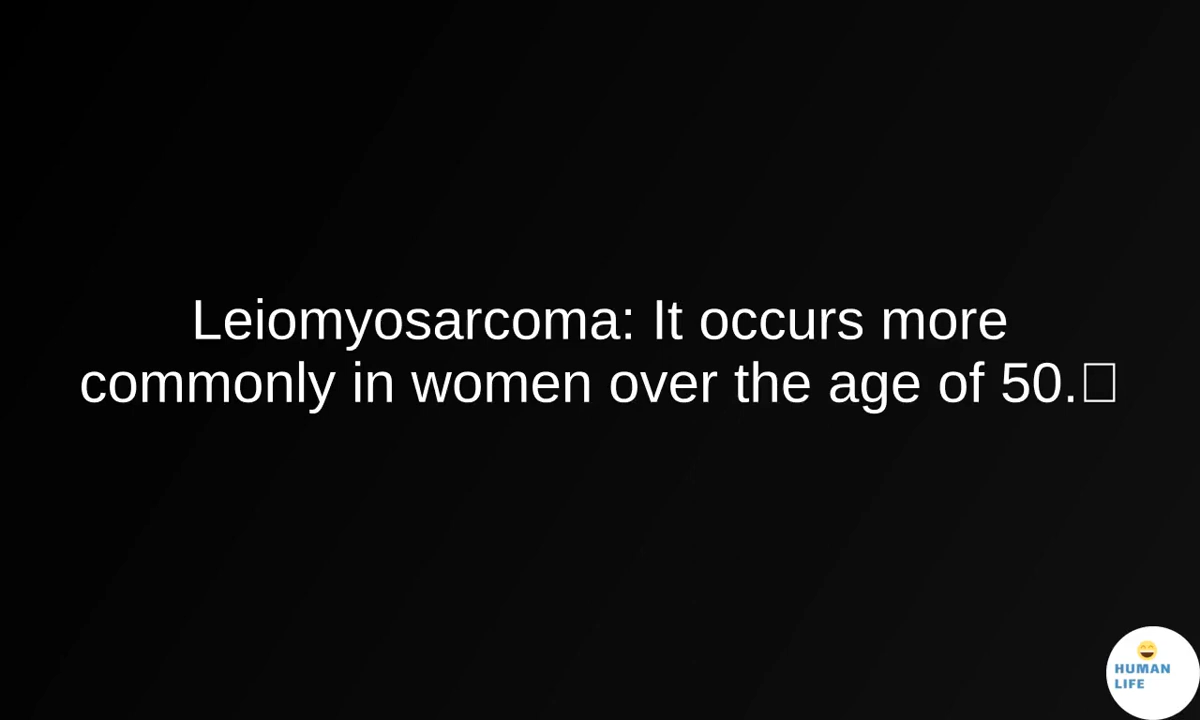 Leiomyosarcoma: It occurs more
commonly in women over the age of 50.
HUMAN
LIFE